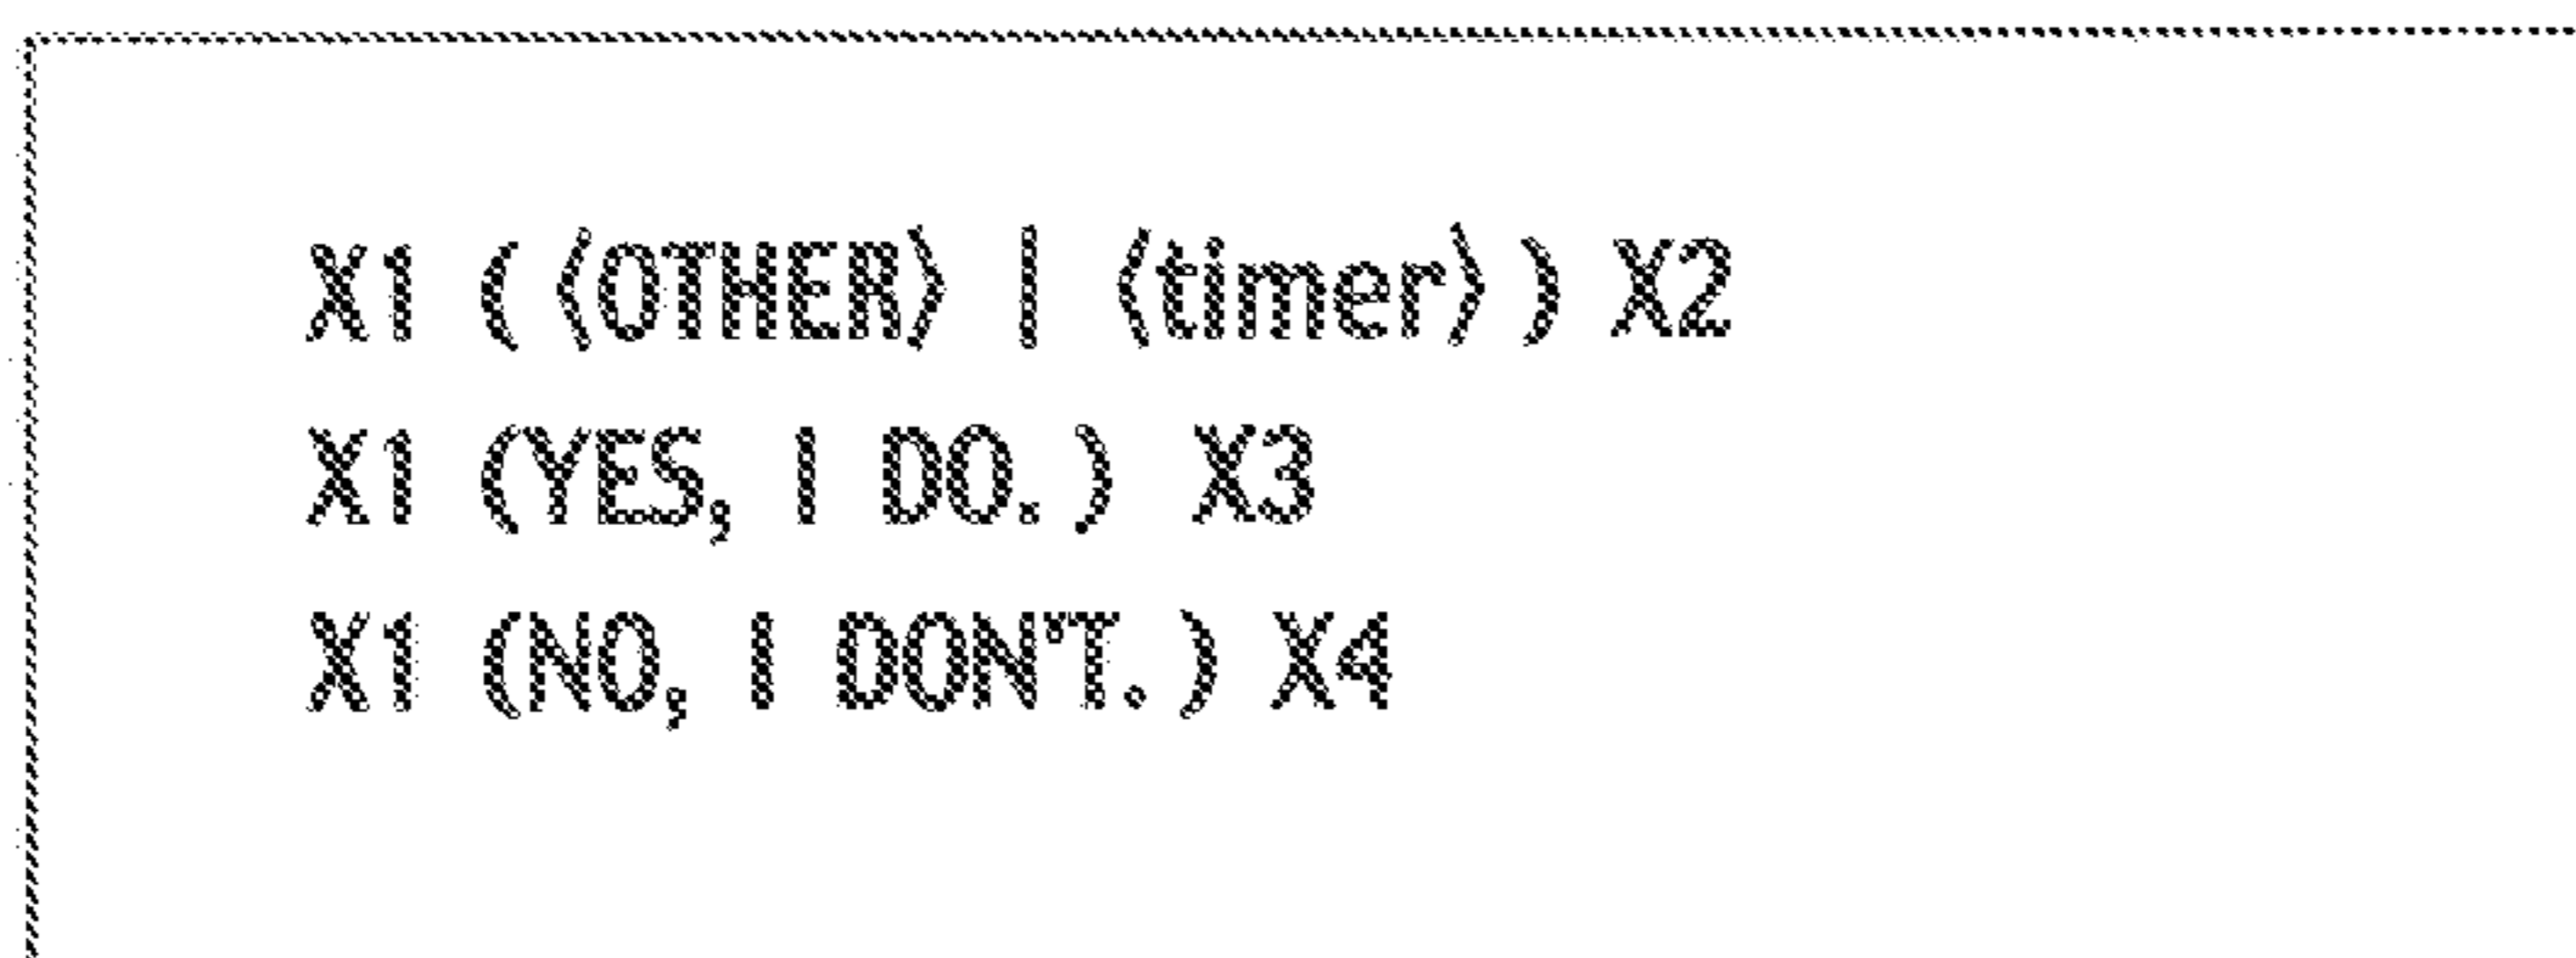 X1 ( 〈OTHER〉 | 〈timer〉 ) X2
X1 (YES, I DO. ) X3
X1 (NO, I DON'T. ) X4